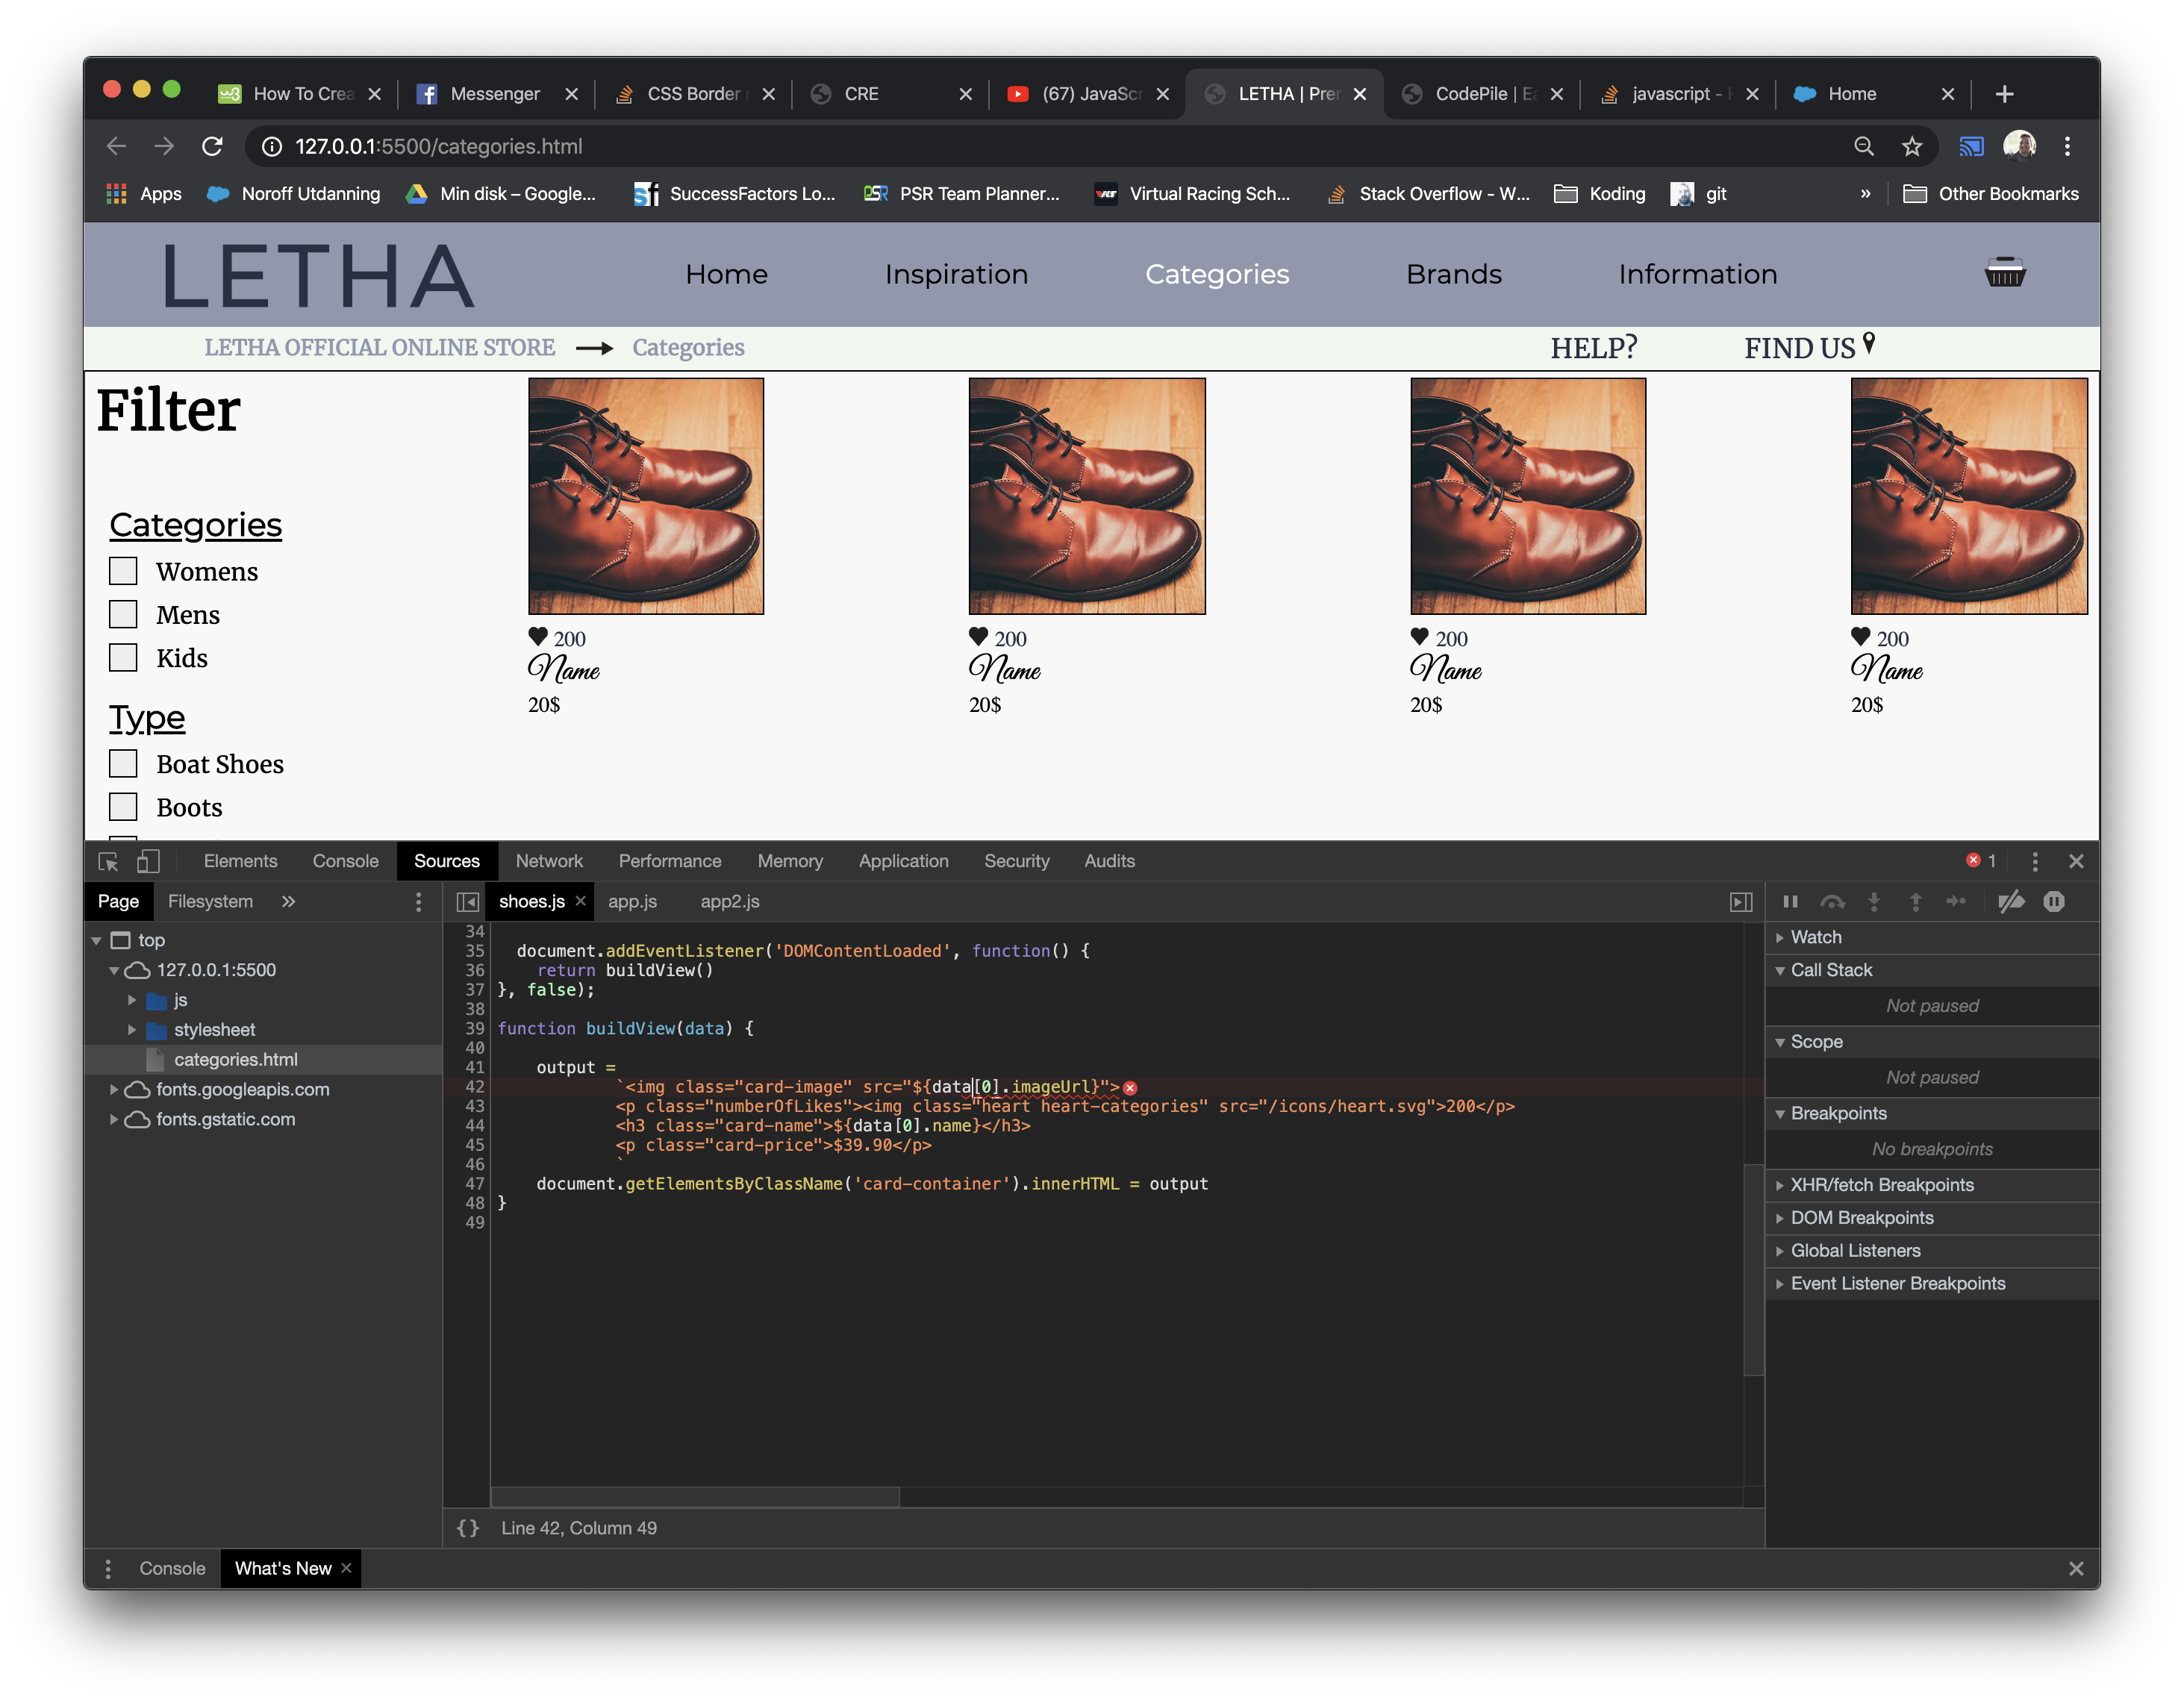 How To Crea
Messenger
CSS Border
CRE
(67) JavaScr
LETHA | Prer
CodePile | Ea
javascript -
Home
127.0.0.1:5500/categories.html
Apps
Noroff Utdanning
Min disk – Google...
SuccessFactors Lo...
PSR Team Planner...
Virtual Racing Sch...
Stack Overflow - W...
Koding
git
»
Other Bookmarks
LETHA
Home
Inspiration
Categories
Brands
Information
LETHA OFFICIAL ONLINE STORE
Categories
HELP?
FIND US
Filter
Categories
Womens
Mens
Kids
Type
Boat Shoes
Boots
200
Name
20$
200
Name
20$
200
Name
20$
200
Name
20$
Elements
Console
Sources
Network
Performance
Memory
Application
Security
Audits
1
Page
Filesystem
»
top
127.0.0.1:5500
js
stylesheet
categories.html
fonts.googleapis.com
fonts.gstatic.com
shoes.js
app.js
app2.js
34
35 document.addEventListener('DOMContentLoaded', function() {
36 return buildView()
37 }, false);
38
39 function buildView(data) {
40
41 output =
42 `<img class="card-image" src="${data[0].imageUrl}">
43 <p class="numberOfLikes"><img class="heart heart-categories" src="/icons/heart.svg">200</p>
44 <h3 class="card-name">${data[0].name}</h3>
45 <p class="card-price">$39.90</p>
46 `
47 document.getElementsByClassName('card-container').innerHTML = output
48 }
49
{} Line 42, Column 49
Watch
Call Stack
Not paused
Scope
Not paused
Breakpoints
No breakpoints
XHR/fetch Breakpoints
DOM Breakpoints
Global Listeners
Event Listener Breakpoints
Console
What's New